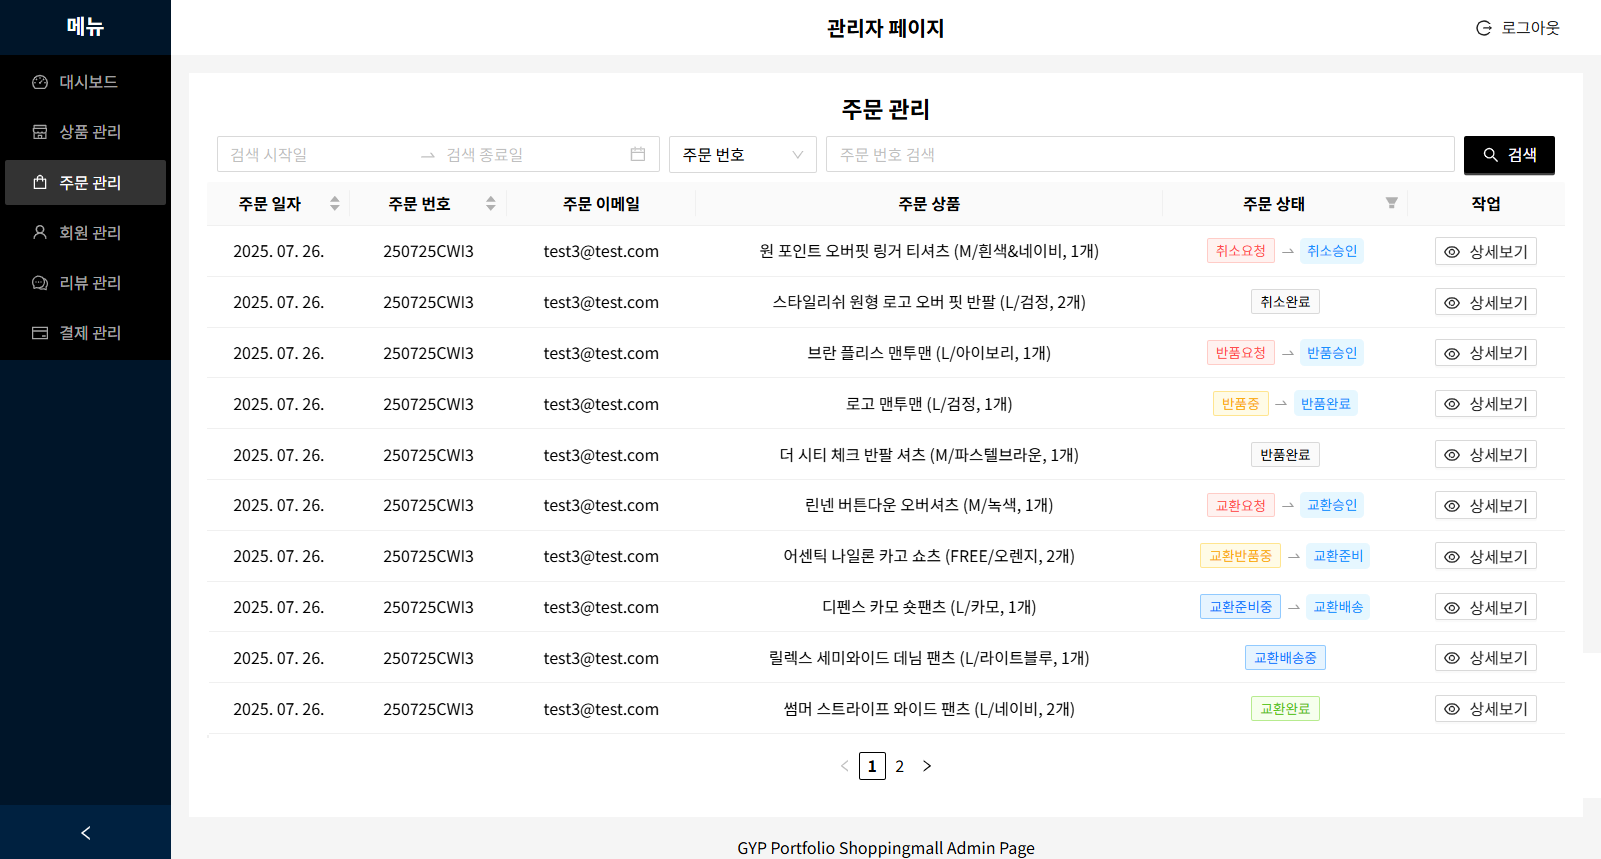 메뉴
관리자 페이지
로그아웃
대시보드
상품 관리
주문 관리
회원 관리
리뷰 관리
결제 관리
주문 관리
검색 시작일 → 검색 종료일 주문 번호 주문 번호 검색 검색
주문 일자 주문 번호 주문 이메일 주문 상품 주문 상태 작업
2025. 07. 26. 250725CWI3 test3@test.com 원 포인트 오버핏 링거 티셔츠 (M/흰색&네이비, 1개) 취소요청 → 취소승인 상세보기
2025. 07. 26. 250725CWI3 test3@test.com 스타일리쉬 원형 로고 오버 핏 반팔 (L/검정, 2개) 취소완료 상세보기
2025. 07. 26. 250725CWI3 test3@test.com 브란 플리스 맨투맨 (L/아이보리, 1개) 반품요청 → 반품승인 상세보기
2025. 07. 26. 250725CWI3 test3@test.com 로고 맨투맨 (L/검정, 1개) 반품중 → 반품완료 상세보기
2025. 07. 26. 250725CWI3 test3@test.com 더 시티 체크 반팔 셔츠 (M/파스텔브라운, 1개) 반품완료 상세보기
2025. 07. 26. 250725CWI3 test3@test.com 린넨 버튼다운 오버셔츠 (M/녹색, 1개) 교환요청 → 교환승인 상세보기
2025. 07. 26. 250725CWI3 test3@test.com 어센틱 나일론 카고 쇼츠 (FREE/오렌지, 2개) 교환반품중 → 교환준비 상세보기
2025. 07. 26. 250725CWI3 test3@test.com 디펜스 카모 숏팬츠 (L/카모, 1개) 교환준비중 → 교환배송 상세보기
2025. 07. 26. 250725CWI3 test3@test.com 릴렉스 세미와이드 데님 팬츠 (L/라이트블루, 1개) 교환배송중 상세보기
2025. 07. 26. 250725CWI3 test3@test.com 썸머 스트라이프 와이드 팬츠 (L/네이비, 2개) 교환완료 상세보기
< 1 2 >
GYP Portfolio Shoppingmall Admin Page